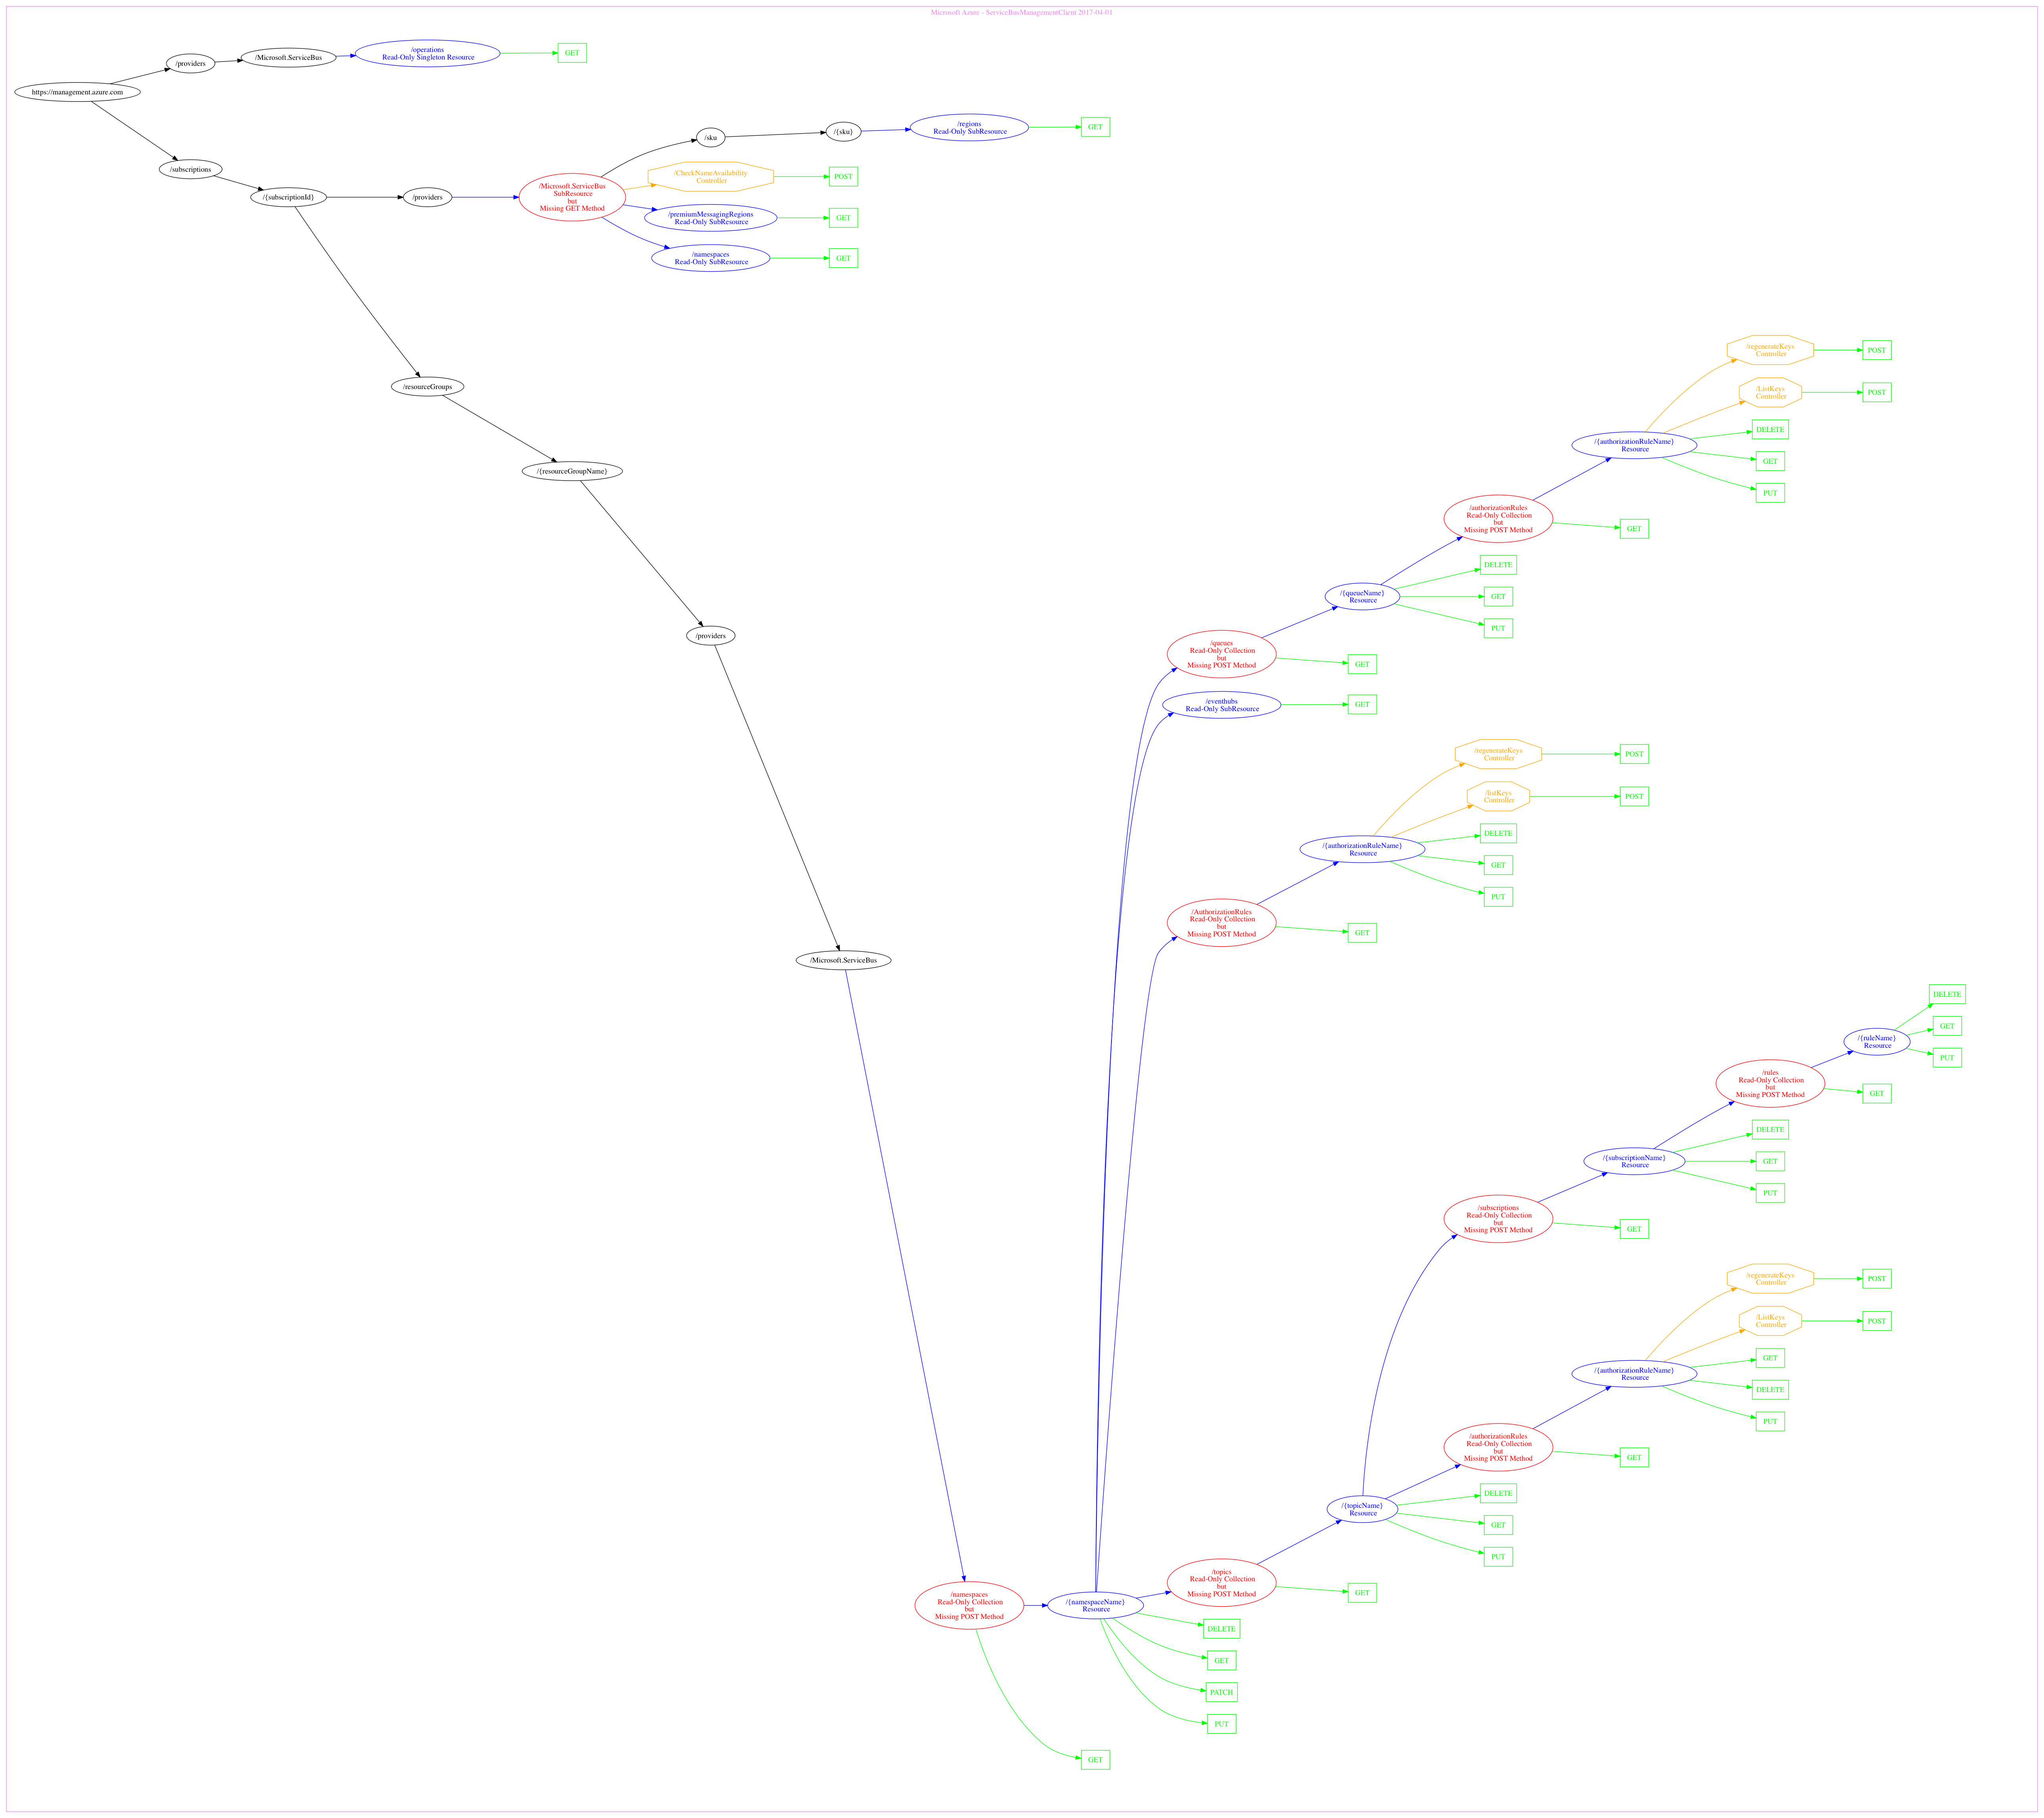 Microsoft Azure - ServiceBusManagementClient 2017-04-01
/operations
Read-Only Singleton Resource
GET
/Microsoft.ServiceBus
/providers
https://management.azure.com
/regions
Read-Only SubResource
GET
/{sku}
/sku
/subscriptions
/CheckNameAvailability
Controller
POST
/{subscriptionId}
/providers
/Microsoft.ServiceBus
SubResource
but
Missing GET Method
/premiumMessagingRegions
Read-Only SubResource
GET
/namespaces
Read-Only SubResource
GET
/regenerateKeys
Controller
POST
/resourceGroups
/ListKeys
Controller
POST
DELETE
/{authorizationRuleName}
Resource
GET
/{resourceGroupName}
PUT
/authorizationRules
Read-Only Collection
but
Missing POST Method
GET
DELETE
/{queueName}
Resource
GET
PUT
/providers
/queues
Read-Only Collection
but
Missing POST Method
GET
/eventhubs
Read-Only SubResource
GET
/regenerateKeys
Controller
POST
/listKeys
Controller
POST
DELETE
/{authorizationRuleName}
Resource
GET
PUT
/AuthorizationRules
Read-Only Collection
but
Missing POST Method
GET
/Microsoft.ServiceBus
DELETE
GET
/{ruleName}
Resource
PUT
/rules
Read-Only Collection
but
Missing POST Method
GET
DELETE
/{subscriptionName}
Resource
GET
PUT
/subscriptions
Read-Only Collection
but
Missing POST Method
GET
/regenerateKeys
Controller
POST
/ListKeys
Controller
POST
GET
/{authorizationRuleName}
Resource
DELETE
PUT
/authorizationRules
Read-Only Collection
but
Missing POST Method
GET
DELETE
/{topicName}
Resource
GET
PUT
/topics
Read-Only Collection
but
Missing POST Method
GET
/namespaces
Read-Only Collection
but
Missing POST Method
/{namespaceName}
Resource
DELETE
GET
PATCH
PUT
GET